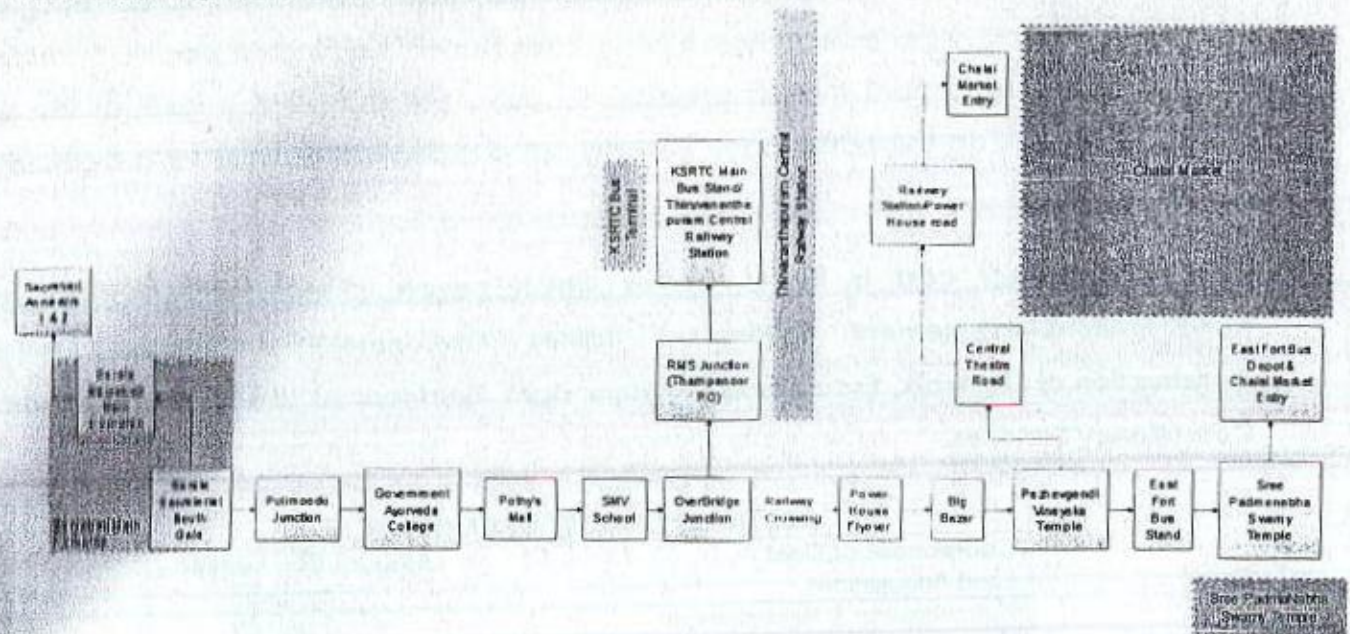 Chalai
Market
Entry
KSRTC Bus
Terminal
KSRTC Main
Bus Stand/
Thiruvanantha
puram Central
Railway
Station
Thiruvananthapuram Central
Railway Station
Railway
Station/Power
House road
Chalai Market
Secretariat
Annexure
1 & 2
RMS Junction
(Thampanoor
PO)
Central
Theatre
Road
East Fort Bus
Depot &
Chalai Market
Entry
Secretariat
South
Gate
Pulimoodu
Junction
Government
Ayurveda
College
Pothy's
Mall
SMV
School
OverBridge
Junction
Railway
Crossing
Power
House
Flyover
Big
Bazar
Pazhavangadi
Vinayaka
Temple
East
Fort
Bus
Stand
Sree
Padmanabha
Swamy
Temple
Sree PadmaNabha
Swamy Temple